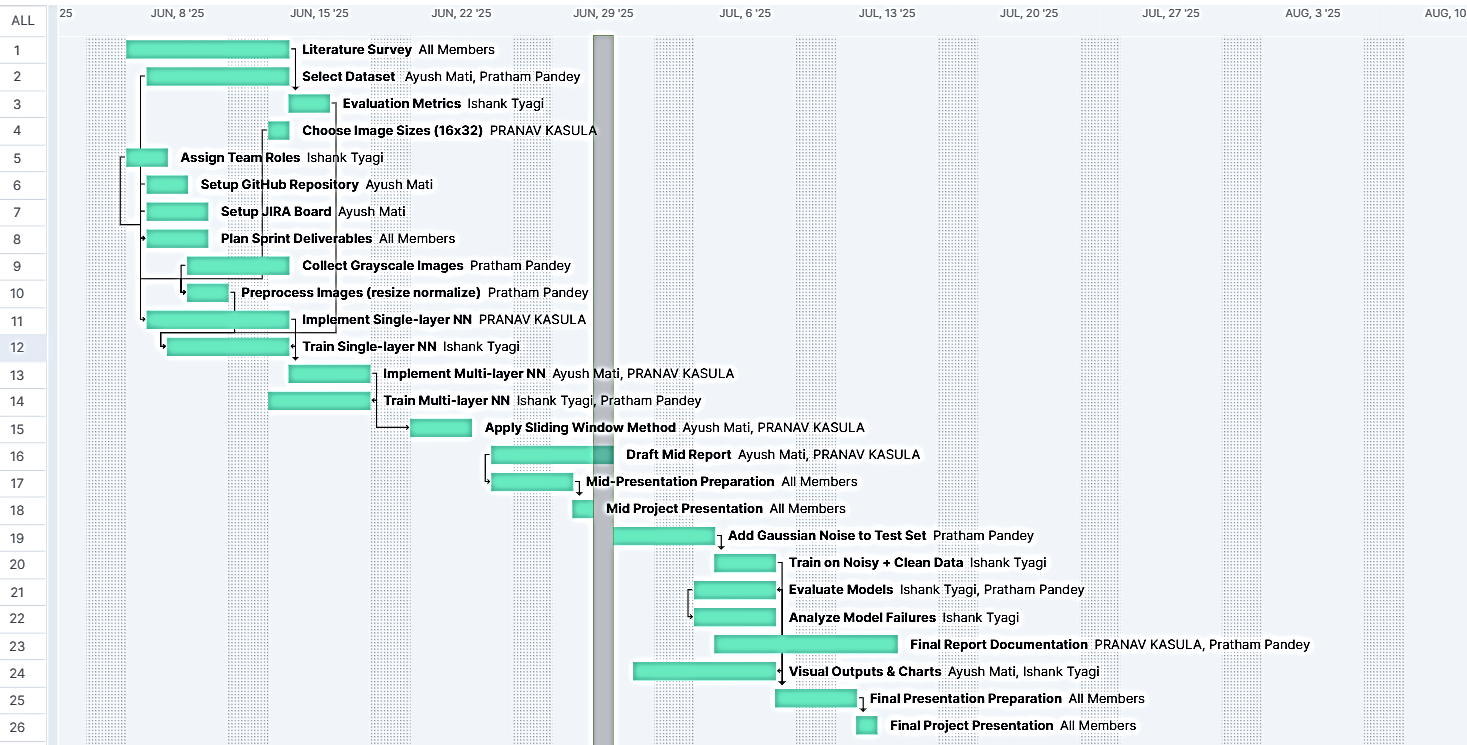 ALL 25 JUN, 8 '25 JUN, 15 '25 JUN, 22 '25 JUN, 29 '25 JUL, 6 '25 JUL, 13 '25 JUL, 20 '25 JUL, 27 '25 AUG, 3 '25 AUG, 10
1 Literature Survey All Members
2 Select Dataset Ayush Mati, Pratham Pandey
3 Evaluation Metrics Ishank Tyagi
4 Choose Image Sizes (16x32) PRANAV KASULA
5 Assign Team Roles Ishank Tyagi
6 Setup GitHub Repository Ayush Mati
7 Setup JIRA Board Ayush Mati
8 Plan Sprint Deliverables All Members
9 Collect Grayscale Images Pratham Pandey
10 Preprocess Images (resize normalize) Pratham Pandey
11 Implement Single-layer NN PRANAV KASULA
12 Train Single-layer NN Ishank Tyagi
13 Implement Multi-layer NN Ayush Mati, PRANAV KASULA
14 Train Multi-layer NN Ishank Tyagi, Pratham Pandey
15 Apply Sliding Window Method Ayush Mati, PRANAV KASULA
16 Draft Mid Report Ayush Mati, PRANAV KASULA
17 Mid-Presentation Preparation All Members
18 Mid Project Presentation All Members
19 Add Gaussian Noise to Test Set Pratham Pandey
20 Train on Noisy + Clean Data Ishank Tyagi
21 Evaluate Models Ishank Tyagi, Pratham Pandey
22 Analyze Model Failures Ishank Tyagi
23 Final Report Documentation PRANAV KASULA, Pratham Pandey
24 Visual Outputs & Charts Ayush Mati, Ishank Tyagi
25 Final Presentation Preparation All Members
26 Final Project Presentation All Members